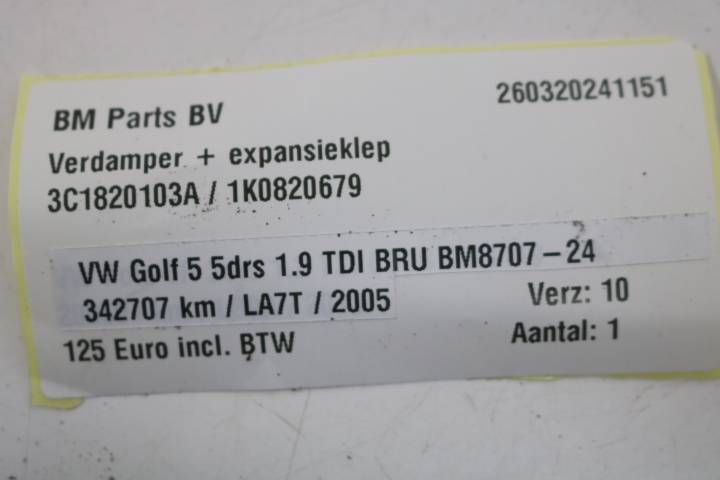 BM Parts BV
260320241151
Verdamper + expansieklep
3C1820103A / 1K0820679
VW Golf 5 5drs 1.9 TDI BRU BM8707-24
342707 km / LA7T / 2005
Verz: 10
125 Euro incl. BTW
Aantal: 1